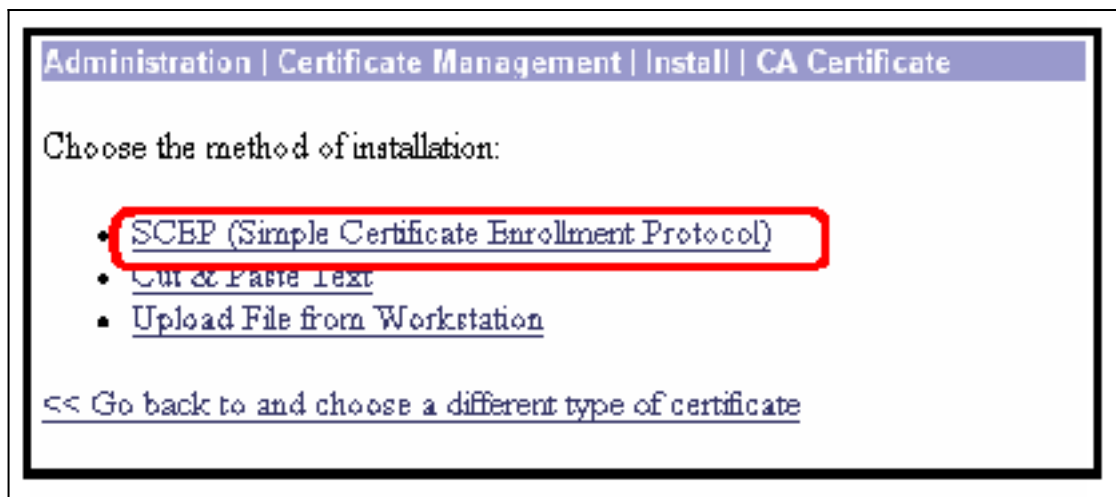 Administration | Certificate Management | Install | CA Certificate
Choose the method of installation:
• SCEP (Simple Certificate Enrollment Protocol)
• Cut & Paste Text
• Upload File from Workstation
<< Go back to and choose a different type of certificate